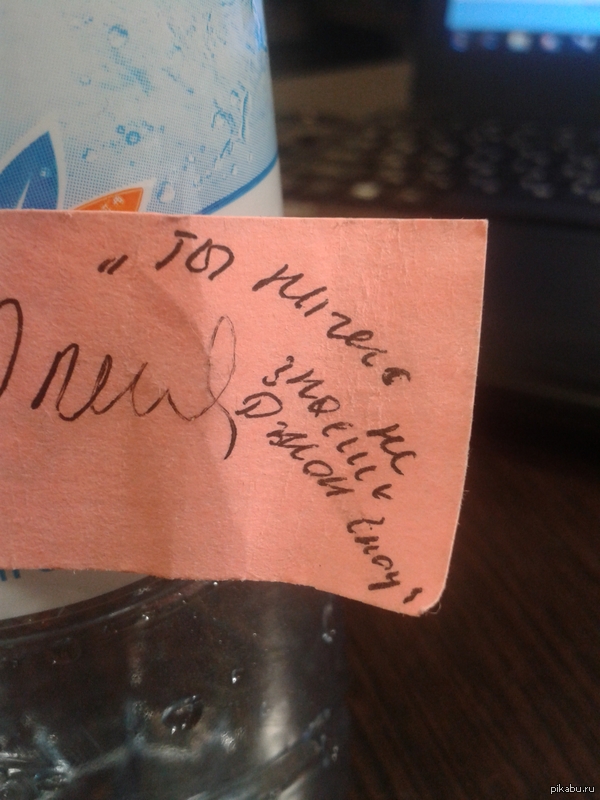 „ Ты ничего
не
знаешь
Джон Сноу"
pikabu.ru